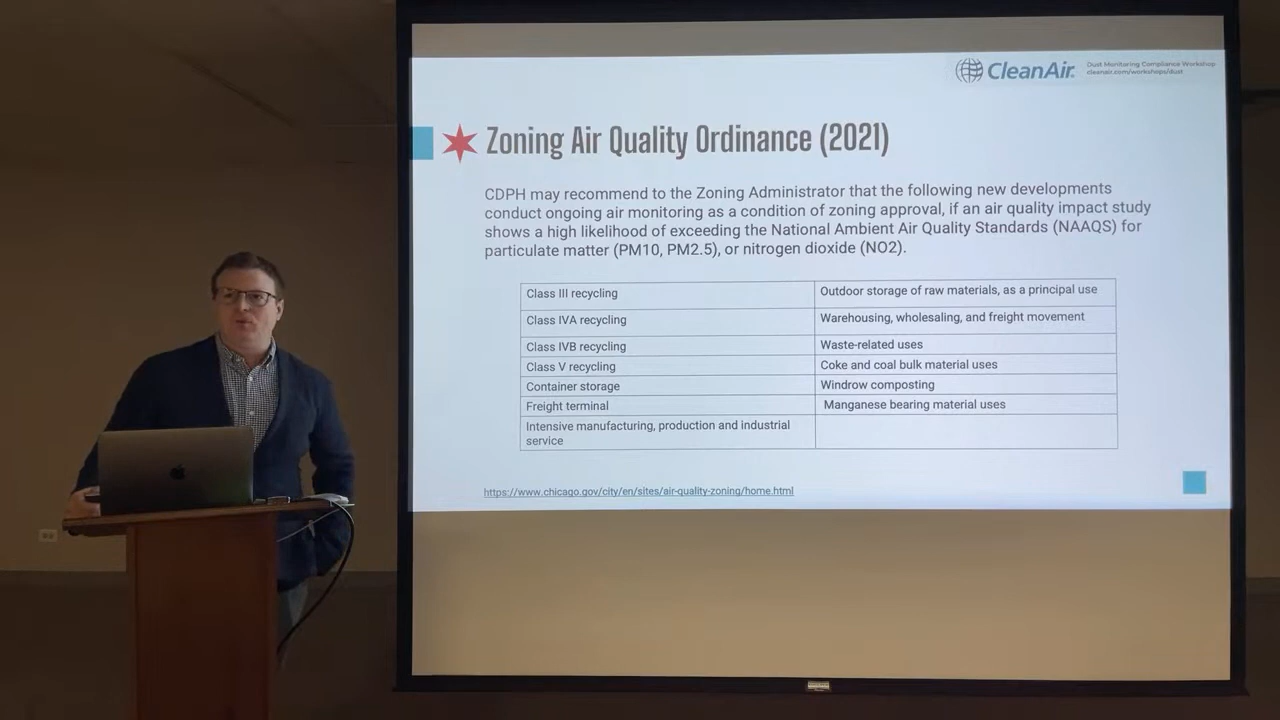 CleanAir.
Dust Monitoring Compliance Workshop
cleanair.com/workshops/dust
Zoning Air Quality Ordinance (2021)
CDPH may recommend to the Zoning Administrator that the following new developments
conduct ongoing air monitoring as a condition of zoning approval, if an air quality impact study
shows a high likelihood of exceeding the National Ambient Air Quality Standards (NAAQS) for
particulate matter (PM10, PM2.5), or nitrogen dioxide (NO2).
Class III recycling
Outdoor storage of raw materials, as a principal use
Class IVA recycling
Warehousing, wholesaling, and freight movement
Class IVB recycling
Waste-related uses
Class V recycling
Coke and coal bulk material uses
Container storage
Windrow composting
Freight terminal
Manganese bearing material uses
Intensive manufacturing, production and industrial
service
https://www.chicago.gov/city/en/sites/air-quality-zoning/home.html